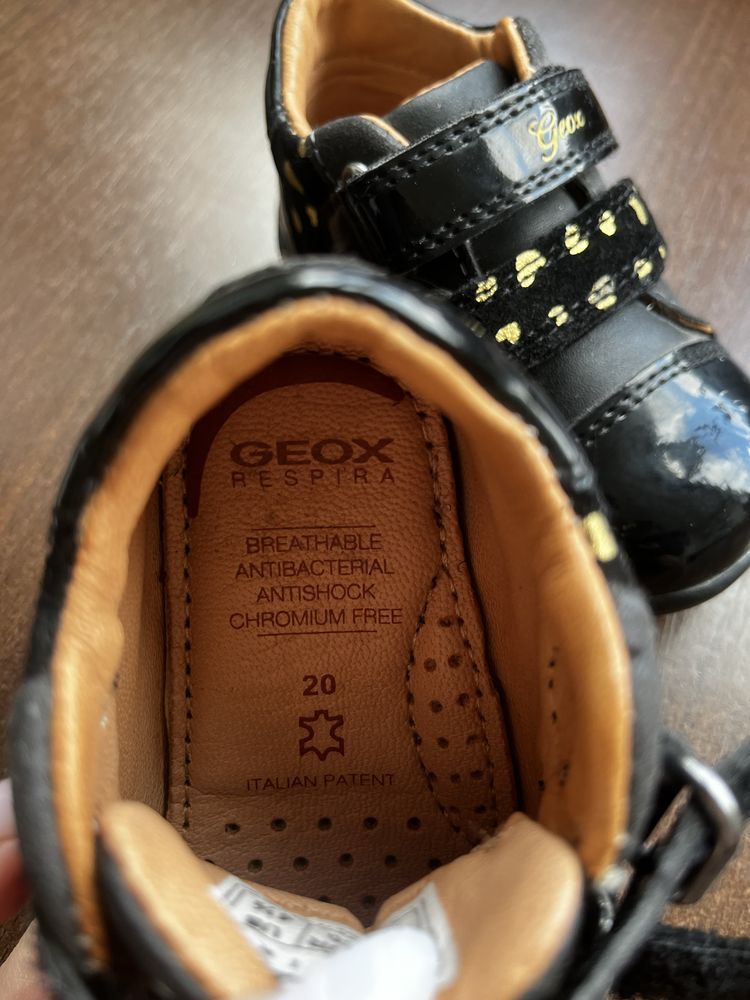 Geox
GEOX
RESPIRA
BREATHABLE
ANTIBACTERIAL
ANTISHOCK
CHROMIUM FREE
20
ITALIAN PATENT